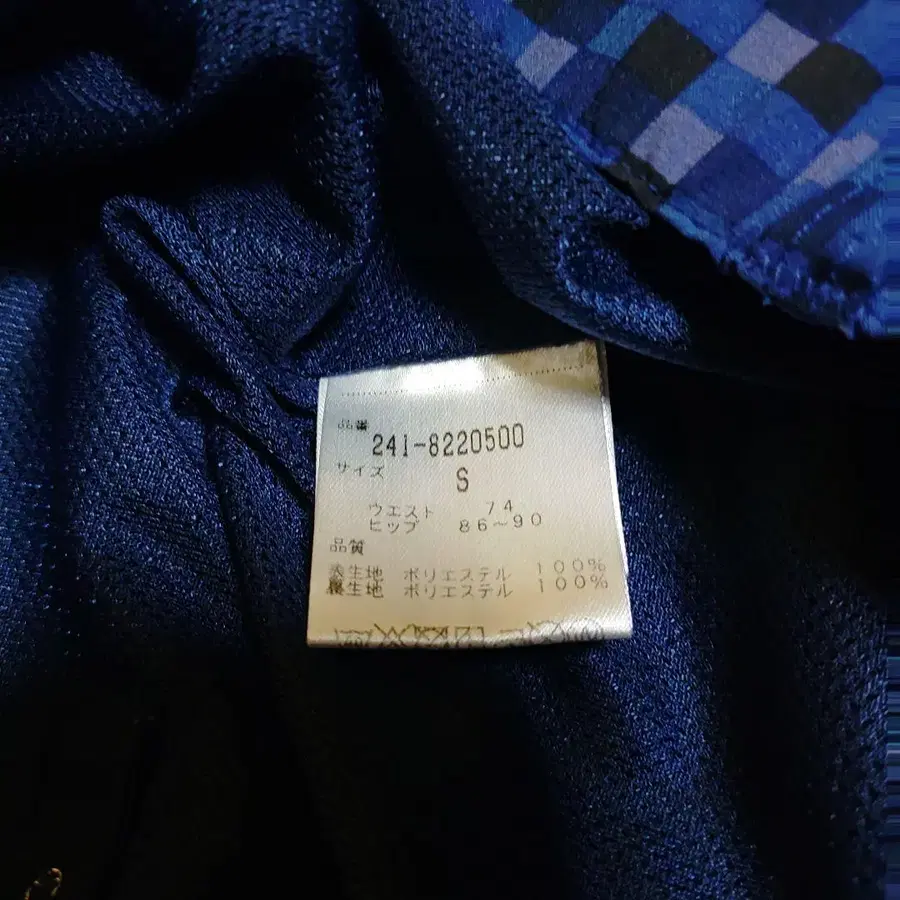 品番
241-8220500
サイズ
S
ウエスト 74
ヒップ 86~90
品質
表生地 ポリエステル 100%
裏生地 ポリエステル 100%